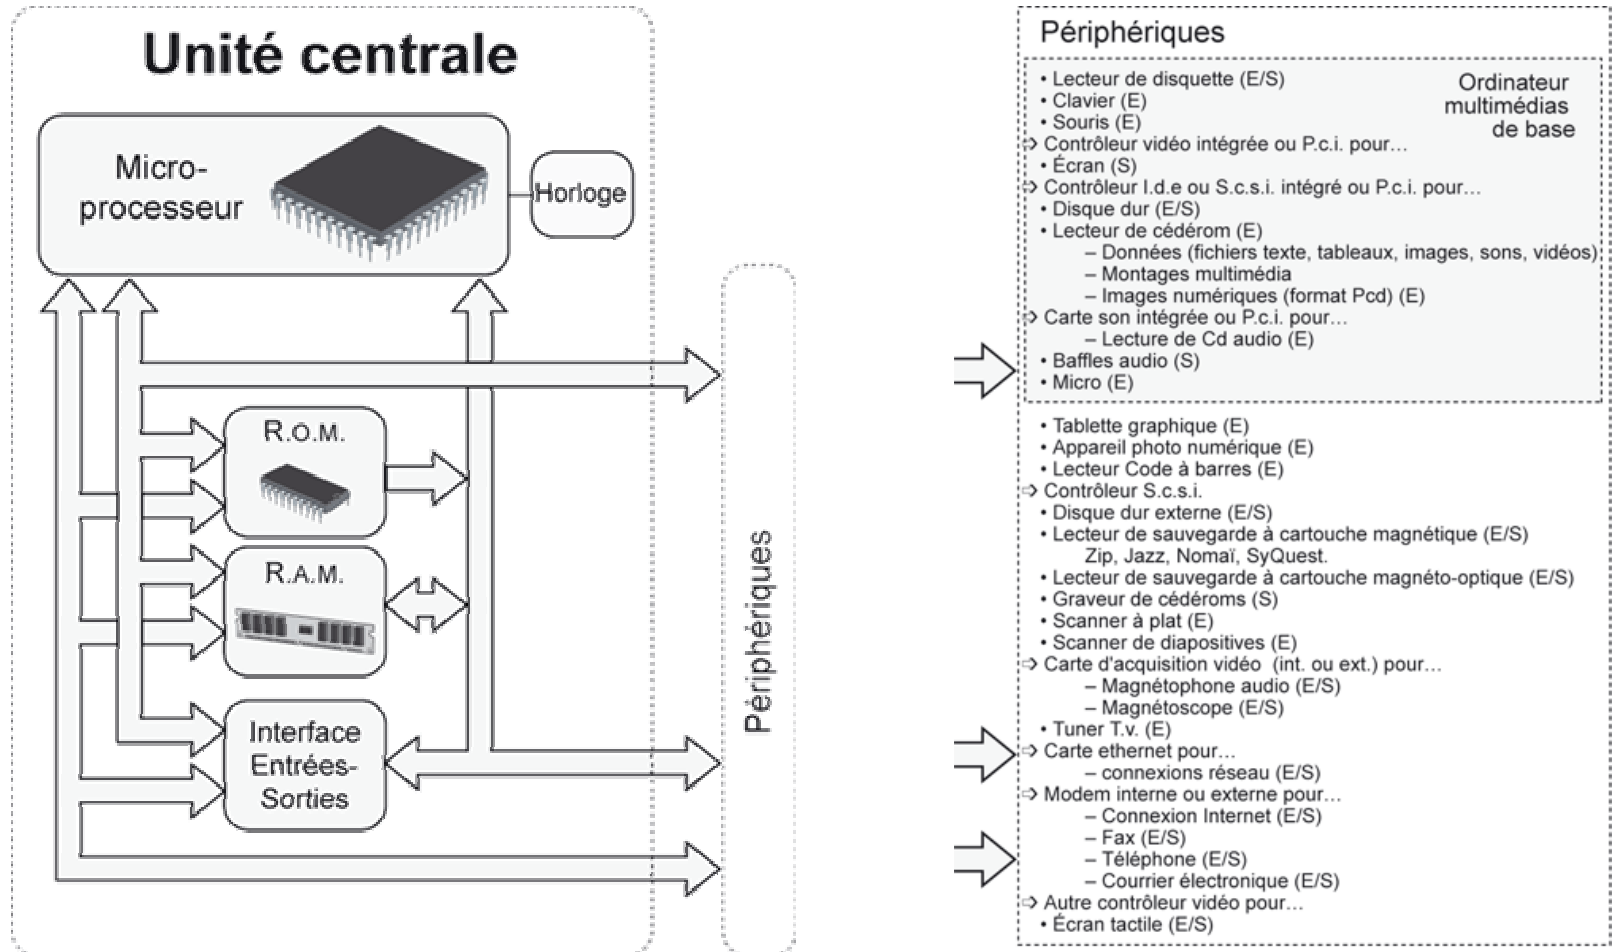 Unité centrale
Micro-
processeur
Horloge
R.O.M.
R.A.M.
Interface
Entrées-
Sorties
Périphériques
Périphériques
Ordinateur
multimédias
de base
• Lecteur de disquette (E/S)
• Clavier (E)
• Souris (E)
⇨ Contrôleur vidéo intégrée ou P.c.i. pour…
• Écran (S)
⇨ Contrôleur I.d.e ou S.c.s.i. intégré ou P.c.i. pour…
• Disque dur (E/S)
• Lecteur de cédérom (E)
– Données (fichiers texte, tableaux, images, sons, vidéos)
– Montages multimédia
– Images numériques (format Pcd) (E)
⇨ Carte son intégrée ou P.c.i. pour…
– Lecture de Cd audio (E)
• Baffles audio (S)
• Micro (E)
• Tablette graphique (E)
• Appareil photo numérique (E)
• Lecteur Code à barres (E)
⇨ Contrôleur S.c.s.i.
• Disque dur externe (E/S)
• Lecteur de sauvegarde à cartouche magnétique (E/S)
Zip, Jazz, Nomaï, SyQuest.
• Lecteur de sauvegarde à cartouche magnéto-optique (E/S)
• Graveur de cédéroms (S)
• Scanner à plat (E)
• Scanner de diapositives (E)
⇨ Carte d'acquisition vidéo (int. ou ext.) pour…
– Magnétophone audio (E/S)
– Magnétoscope (E/S)
• Tuner T.v. (E)
⇨ Carte ethernet pour…
– connexions réseau (E/S)
⇨ Modem interne ou externe pour…
– Connexion Internet (E/S)
– Fax (E/S)
– Téléphone (E/S)
– Courrier électronique (E/S)
⇨ Autre contrôleur vidéo pour…
• Écran tactile (E/S)